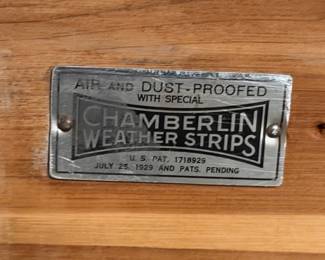 AIR AND DUST-PROOFED
WITH SPECIAL
CHAMBERLIN
WEATHER STRIPS
U. S. PAT. 1718929
JULY 25, 1929 AND PATS. PENDING